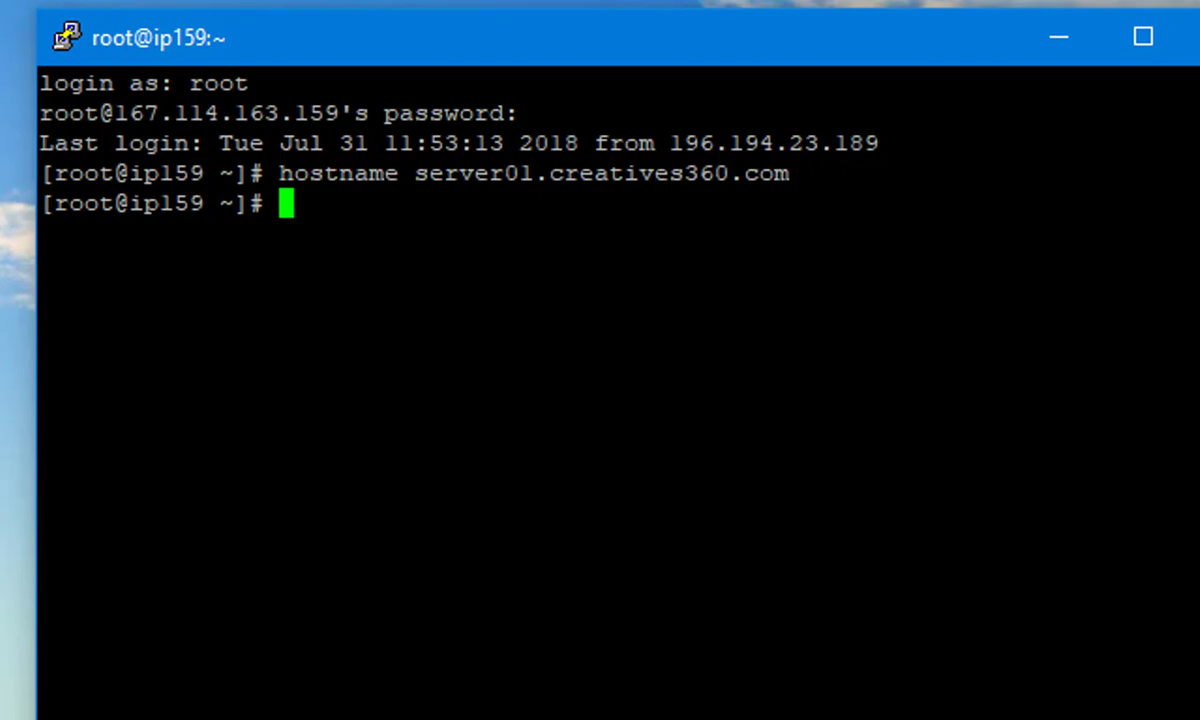 root@ip159:~
login as: root
root@167.114.163.159's password:
Last login: Tue Jul 31 11:53:13 2018 from 196.194.23.189
[root@ip159 ~]# hostname server01.creatives360.com
[root@ip159 ~]#